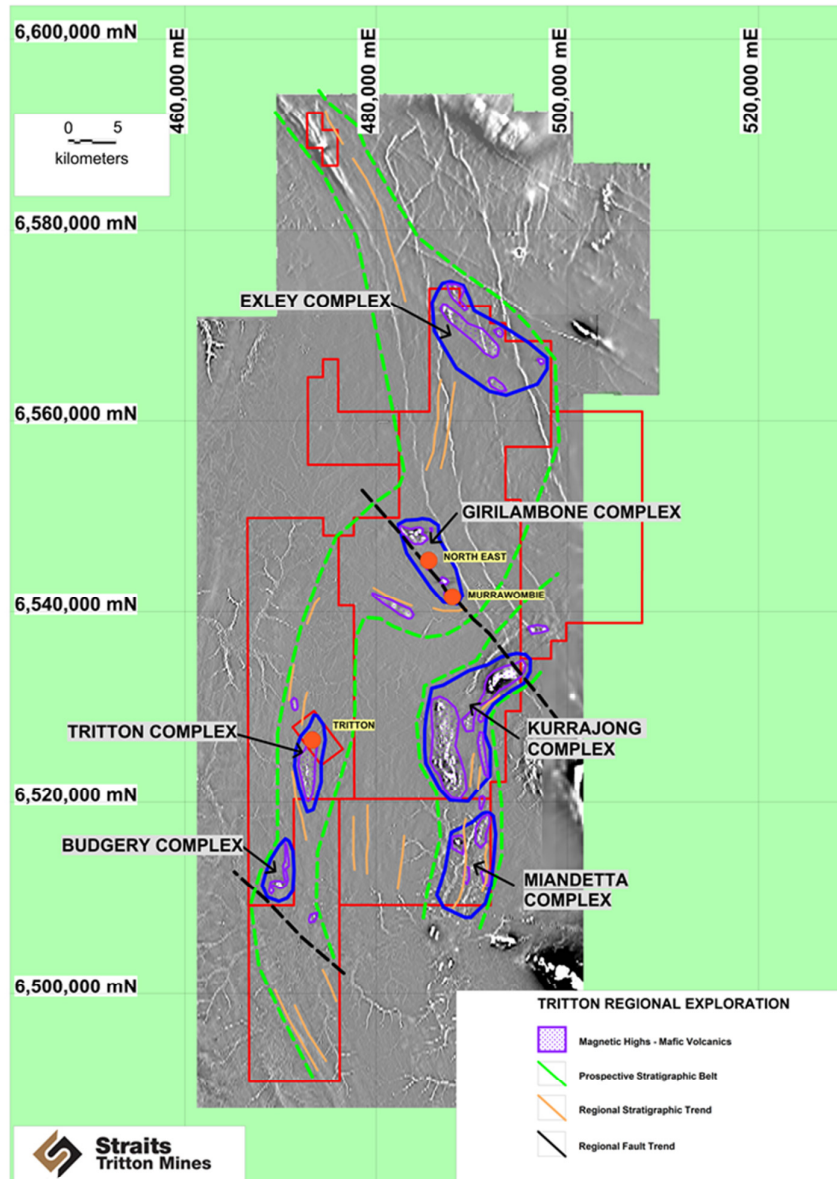 6,600,000 mN
460,000 mE
480,000 mE
500,000 mE
520,000 mE
0 5
kilometers
6,580,000 mN
EXLEY COMPLEX
6,560,000 mN
GIRILAMBONE COMPLEX
NORTH EAST
MURRAWOMBIE
6,540,000 mN
TRITTON COMPLEX
TRITTON
KURRAJONG
COMPLEX
6,520,000 mN
BUDGERY COMPLEX
MIANDETTA
COMPLEX
6,500,000 mN
TRITTON REGIONAL EXPLORATION
Magnetic Highs - Mafic Volcanics
Prospective Stratigraphic Belt
Regional Stratigraphic Trend
Regional Fault Trend
Straits
Tritton Mines